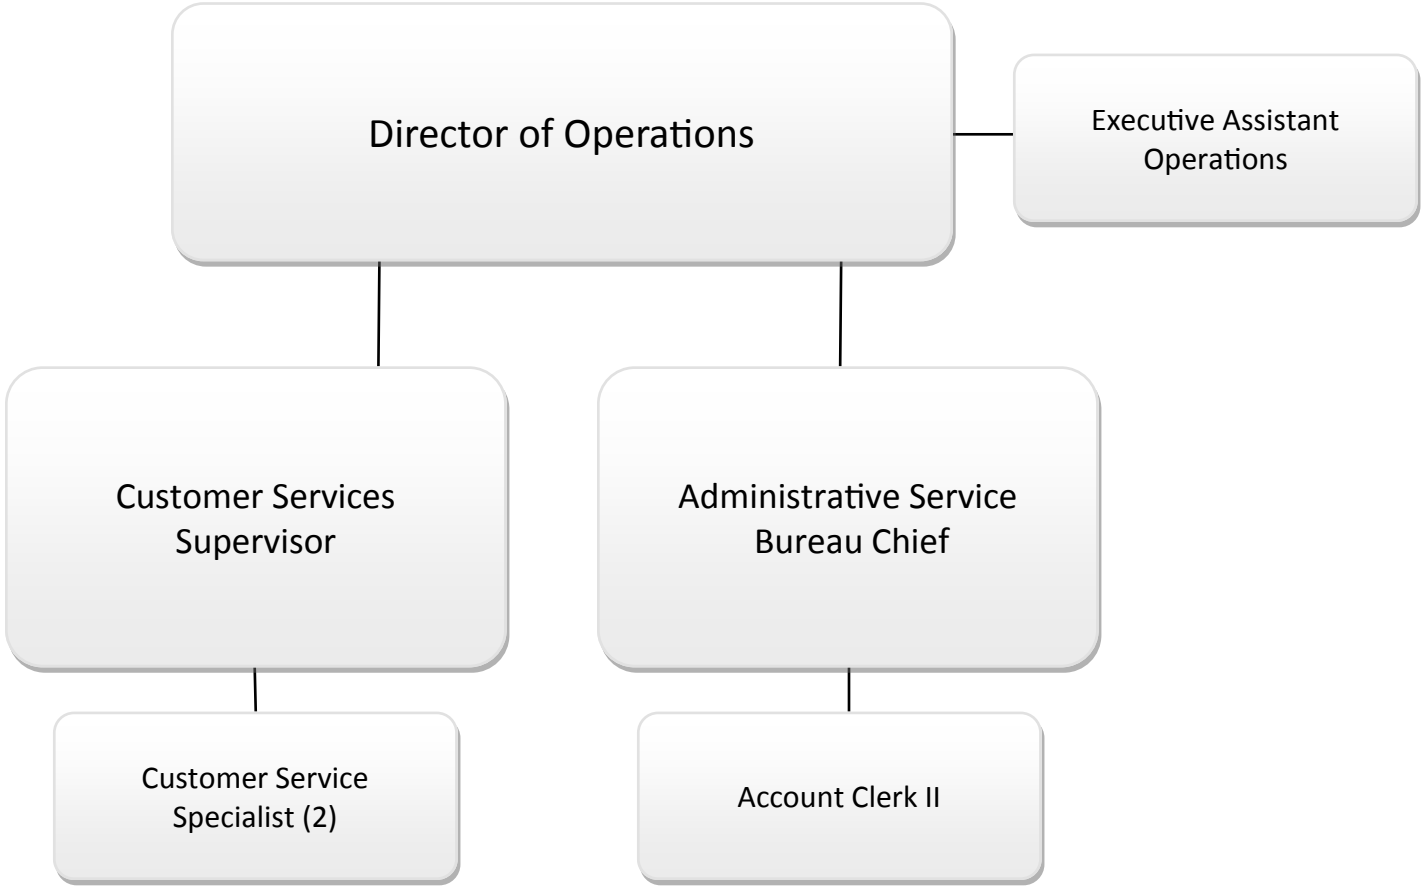 Director of Operations
Executive Assistant
Operations
Customer Services
Supervisor
Administrative Service
Bureau Chief
Customer Service
Specialist (2)
Account Clerk II